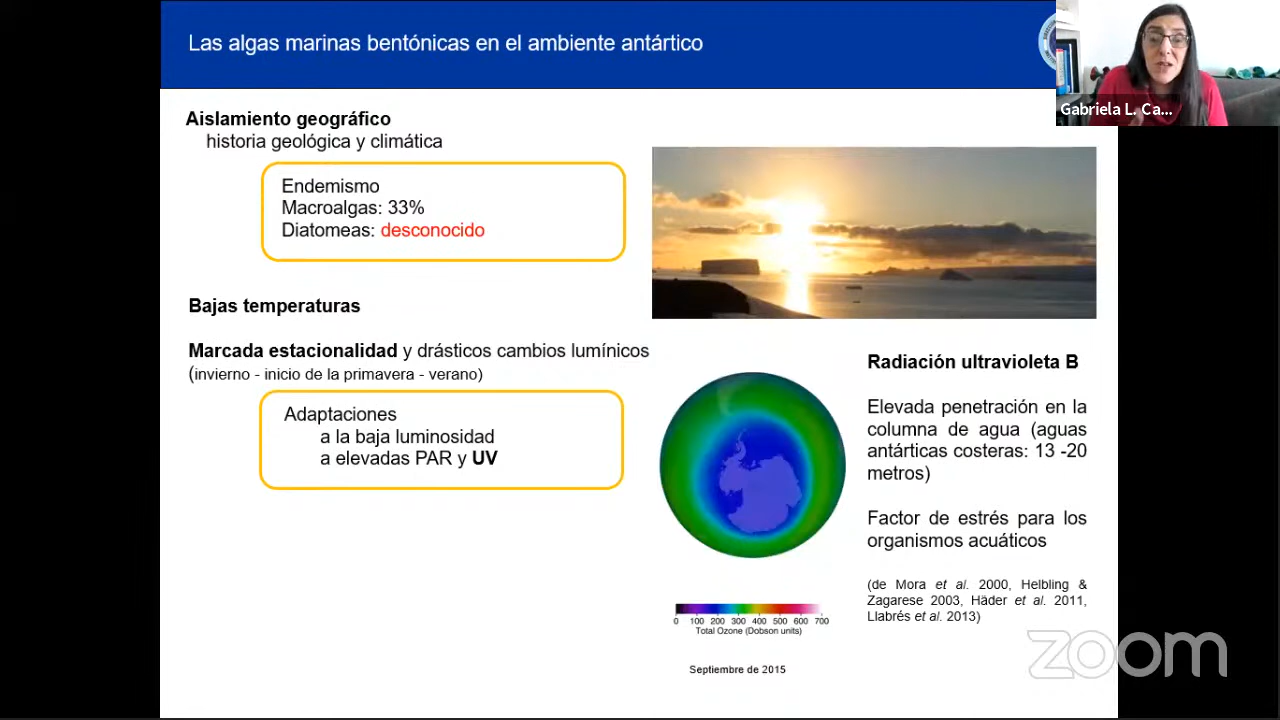 Las algas marinas bentónicas en el ambiente antártico
Gabriela L. Ca...
Aislamiento geográfico
historia geológica y climática
Endemismo
Macroalgas: 33%
Diatomeas: desconocido
Bajas temperaturas
Marcada estacionalidad y drásticos cambios lumínicos
(invierno - inicio de la primavera - verano)
Adaptaciones
a la baja luminosidad
a elevadas PAR y UV
Radiación ultravioleta B
Elevada penetración en la
columna de agua (aguas
antárticas costeras: 13 -20
metros)
Factor de estrés para los
organismos acuáticos
(de Mora et al. 2000, Helbling &
Zagarese 2003, Häder et al. 2011,
Llabrés et al. 2013)
0 100 200 300 400 500 600 700
Total Ozone (Dobson units)
Septiembre de 2015
zoom